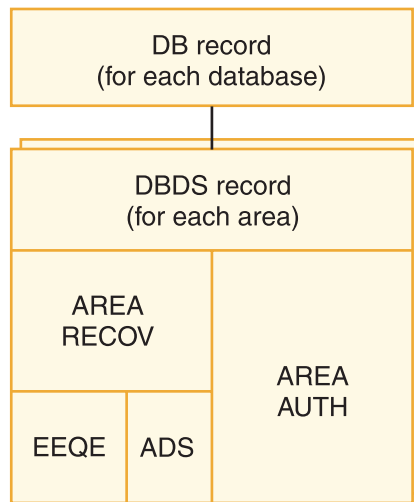 DB record
(for each database)
DBDS record
(for each area)
AREA
RECOV
AREA
AUTH
EEQE
ADS